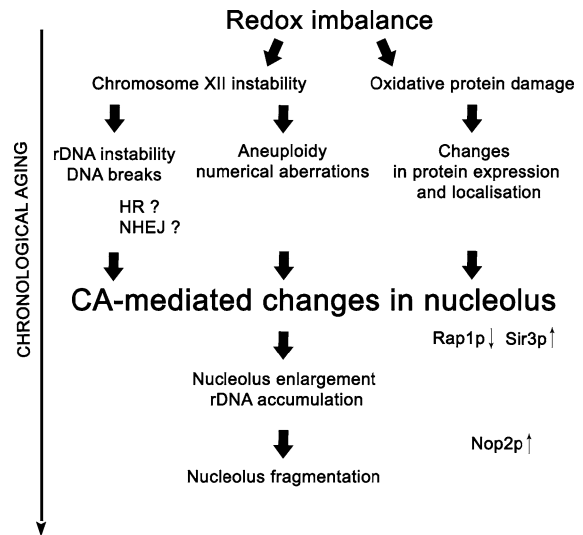 Redox imbalance
Chromosome XII instability
Oxidative protein damage
rDNA instability
DNA breaks
Aneuploidy
numerical aberrations
Changes
in protein expression
and localisation
HR ?
NHEJ ?
CHRONOLOGICAL AGING
CA-mediated changes in nucleolus
Rap1p↓ Sir3p↑
Nucleolus enlargement
rDNA accumulation
Nop2p↑
Nucleolus fragmentation